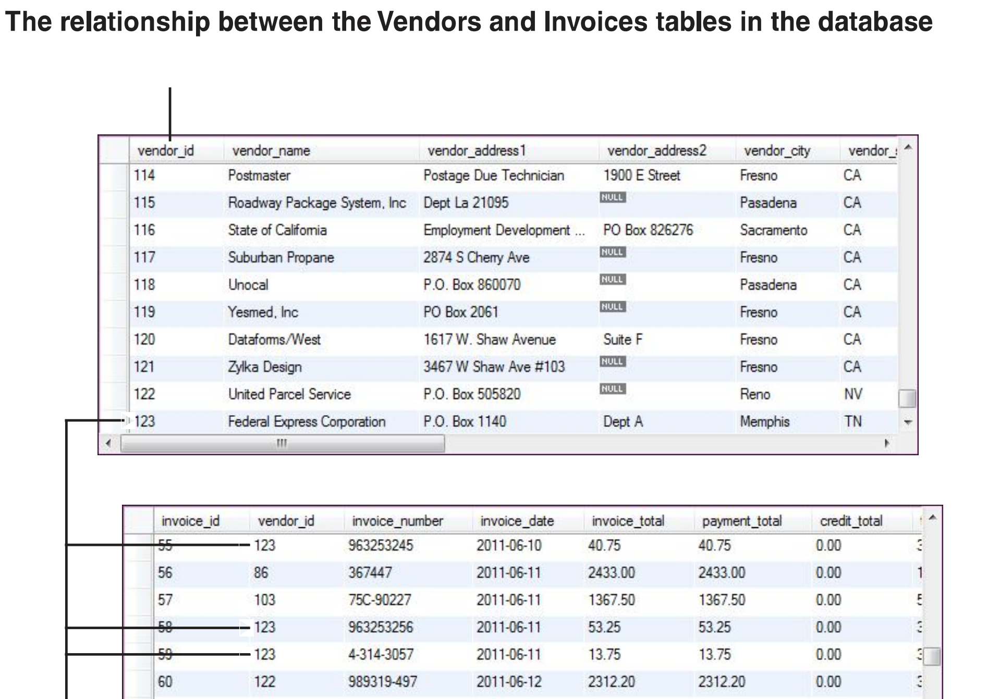 The relationship between the Vendors and Invoices tables in the database
vendor_id vendor_name vendor_address1 vendor_address2 vendor_city vendor_
114 Postmaster Postage Due Technician 1900 E Street Fresno CA
115 Roadway Package System, Inc Dept La 21095 NULL Pasadena CA
116 State of California Employment Development ... PO Box 826276 Sacramento CA
117 Suburban Propane 2874 S Cherry Ave NULL Fresno CA
118 Unocal P.O. Box 860070 NULL Pasadena CA
119 Yesmed, Inc PO Box 2061 NULL Fresno CA
120 Dataforms/West 1617 W. Shaw Avenue Suite F Fresno CA
121 Zylka Design 3467 W Shaw Ave #103 NULL Fresno CA
122 United Parcel Service P.O. Box 505820 NULL Reno NV
123 Federal Express Corporation P.O. Box 1140 Dept A Memphis TN
invoice_id vendor_id invoice_number invoice_date invoice_total payment_total credit_total
55 123 963253245 2011-06-10 40.75 40.75 0.00
56 86 367447 2011-06-11 2433.00 2433.00 0.00
57 103 75C-90227 2011-06-11 1367.50 1367.50 0.00
58 123 963253256 2011-06-11 53.25 53.25 0.00
59 123 4-314-3057 2011-06-11 13.75 13.75 0.00
60 122 989319-497 2011-06-12 2312.20 2312.20 0.00